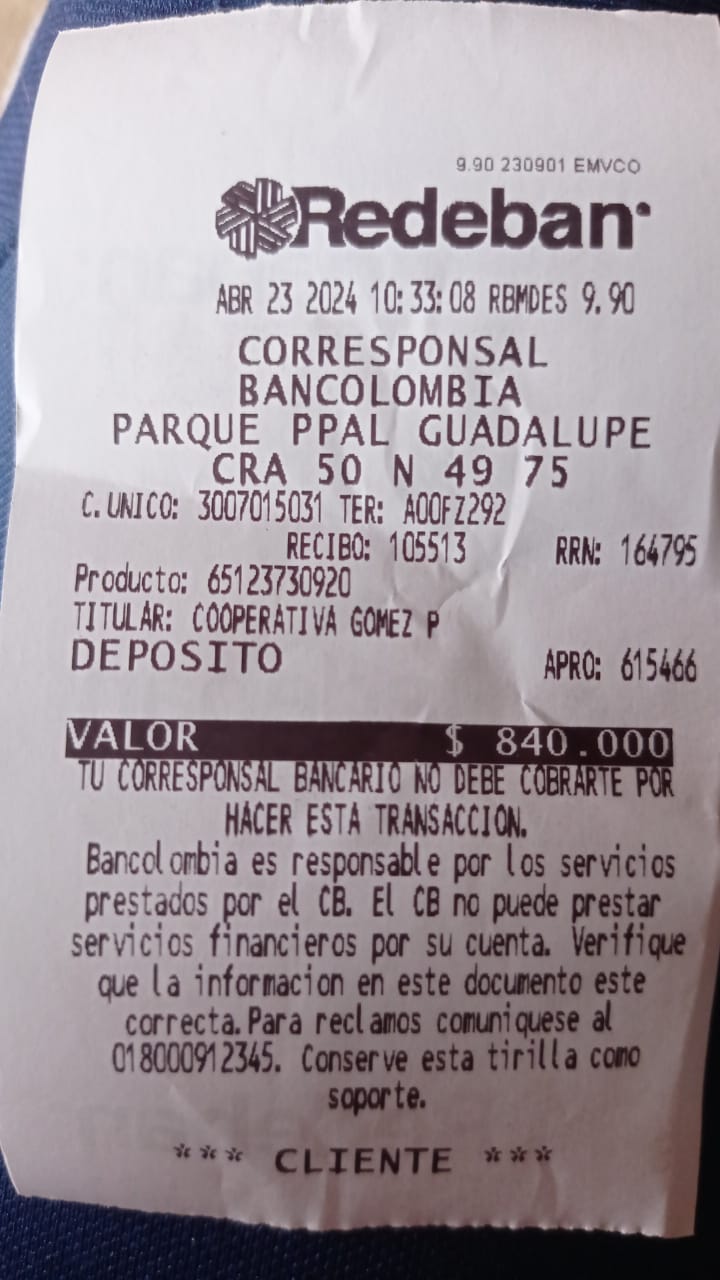 9.90 230901 EMVCO
Redeban
ABR 23 2024 10:33:08 RBMDES 9.90
CORRESPONSAL
BANCOLOMBIA
PARQUE PPAL GUADALUPE
CRA 50 N 49 75
C. UNICO: 3007015031 TER: A00FZ292
RECIBO: 105513 RRN: 164795
Producto: 65123730920
TITULAR: COOPERATIVA GOMEZ P
DEPOSITO APRO: 615466
VALOR $ 840.000
TU CORRESPONSAL BANCARIO NO DEBE COBRARTE POR
HACER ESTA TRANSACCION.
Bancolombia es responsable por los servicios
prestados por el CB. El CB no puede prestar
servicios financieros por su cuenta. Verifique
que la informacion en este documento este
correcta. Para reclamos comuniquese al
018000912345. Conserve esta tirilla como
soporte.
*** CLIENTE ***